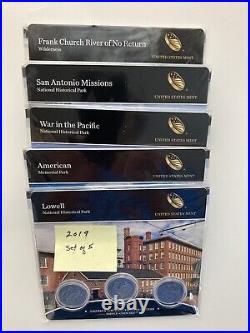 Frank Church River of No Return
Wilderness
UNITED STATES MINT
San Antonio Missions
National Historical Park
UNITED STATES MINT
War in the Pacific
National Historical Park
UNITED STATES MINT
American
Memorial Park
UNITED STATES MINT
Lowell
National Historical Park
UNITED STATES MINT
2019
Set of 5